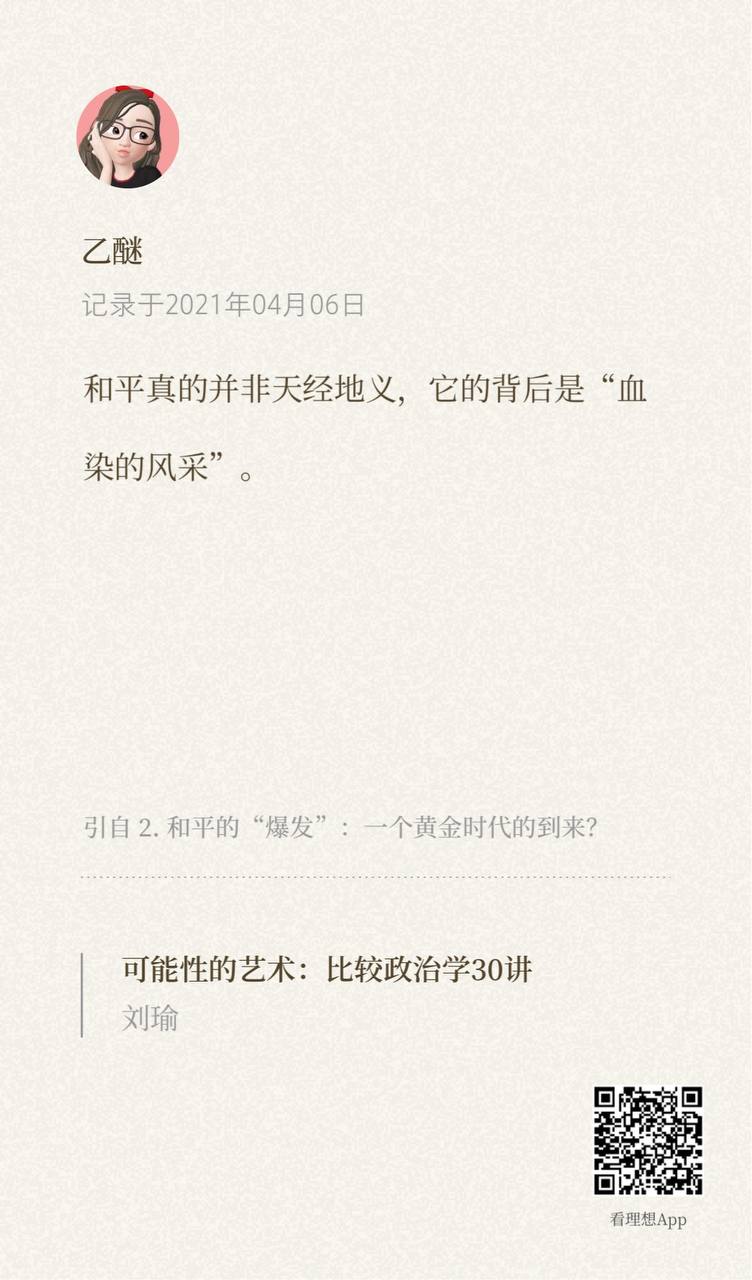 乙醚
记录于2021年04月06日
和平真的并非天经地义，它的背后是“血
染的风采”。
引自 2. 和平的“爆发”：一个黄金时代的到来？
可能性的艺术：比较政治学30讲
刘瑜
看理想App